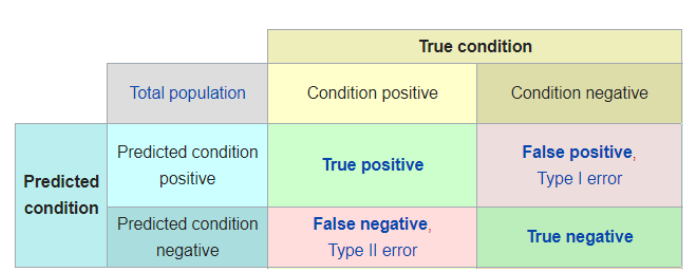 True condition
Total population
Condition positive
Condition negative
Predicted
condition
Predicted condition
positive
True positive
False positive,
Type I error
Predicted condition
negative
False negative,
Type II error
True negative